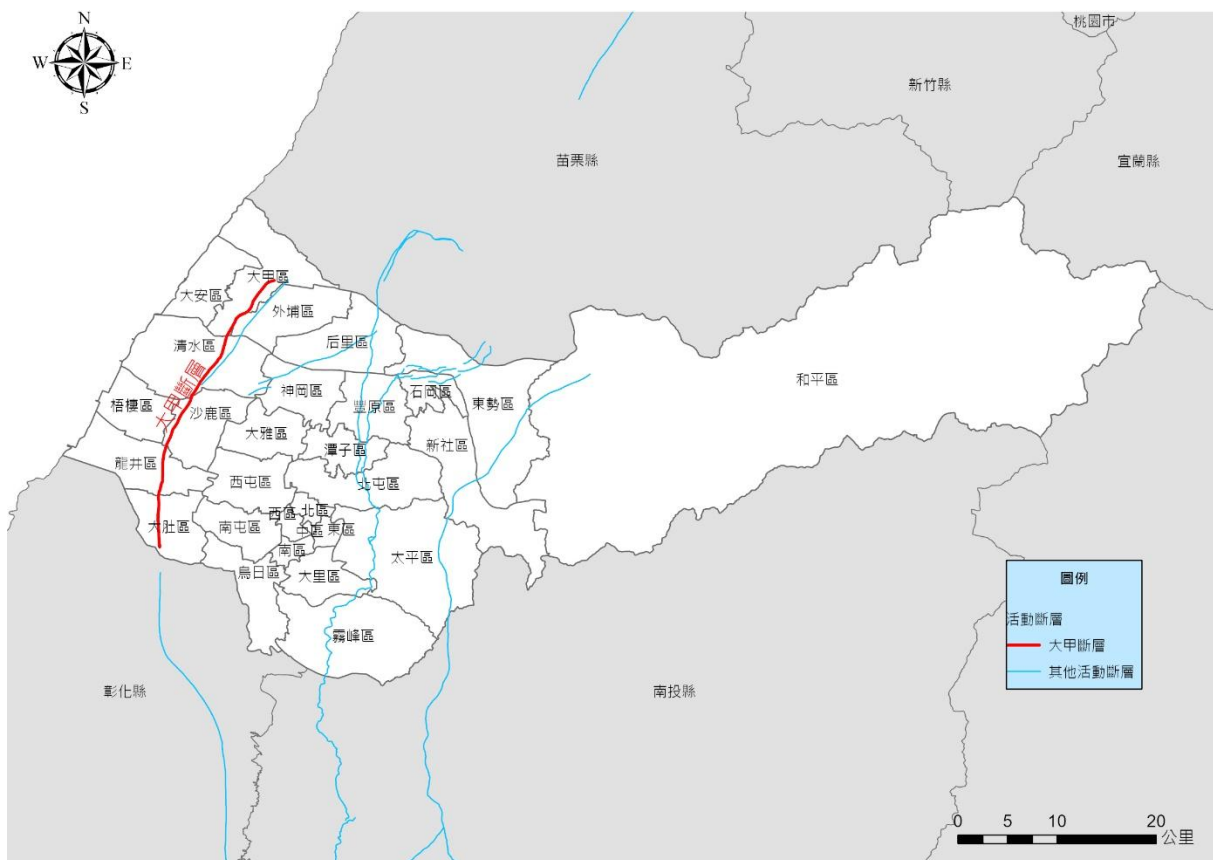 N
W
E
S
桃園市
新竹縣
宜蘭縣
苗栗縣
大甲區
大安區
外埔區
清水區
后里區
和平區
大甲斷層
神岡區
石岡區
梧棲區
沙鹿區
豐原區
東勢區
大雅區
潭子區
新社區
龍井區
西屯區
北屯區
西區
北區
大肚區
南屯區
中區
東區
南區
太平區
烏日區
大里區
霧峰區
彰化縣
南投縣
圖例
活動斷層
大甲斷層
其他活動斷層
0 5 10 20
公里